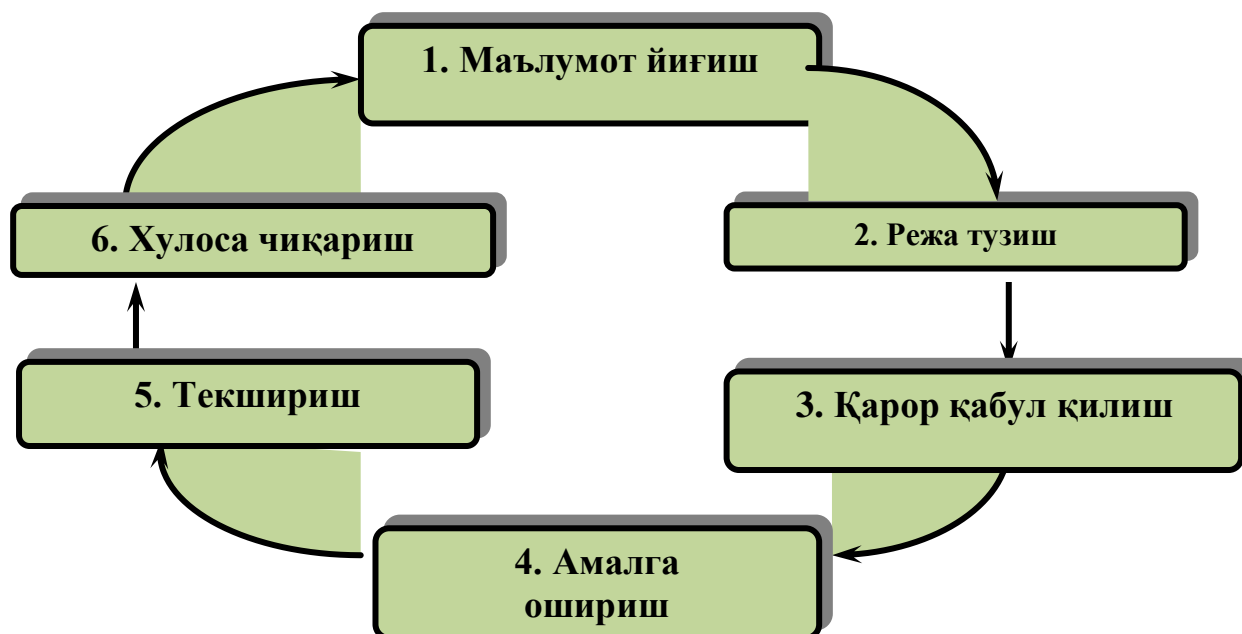 1. Маълумот йиғиш
2. Режа тузиш
3. Қарор қабул қилиш
4. Амалга
ошириш
5. Текшириш
6. Хулоса чиқариш